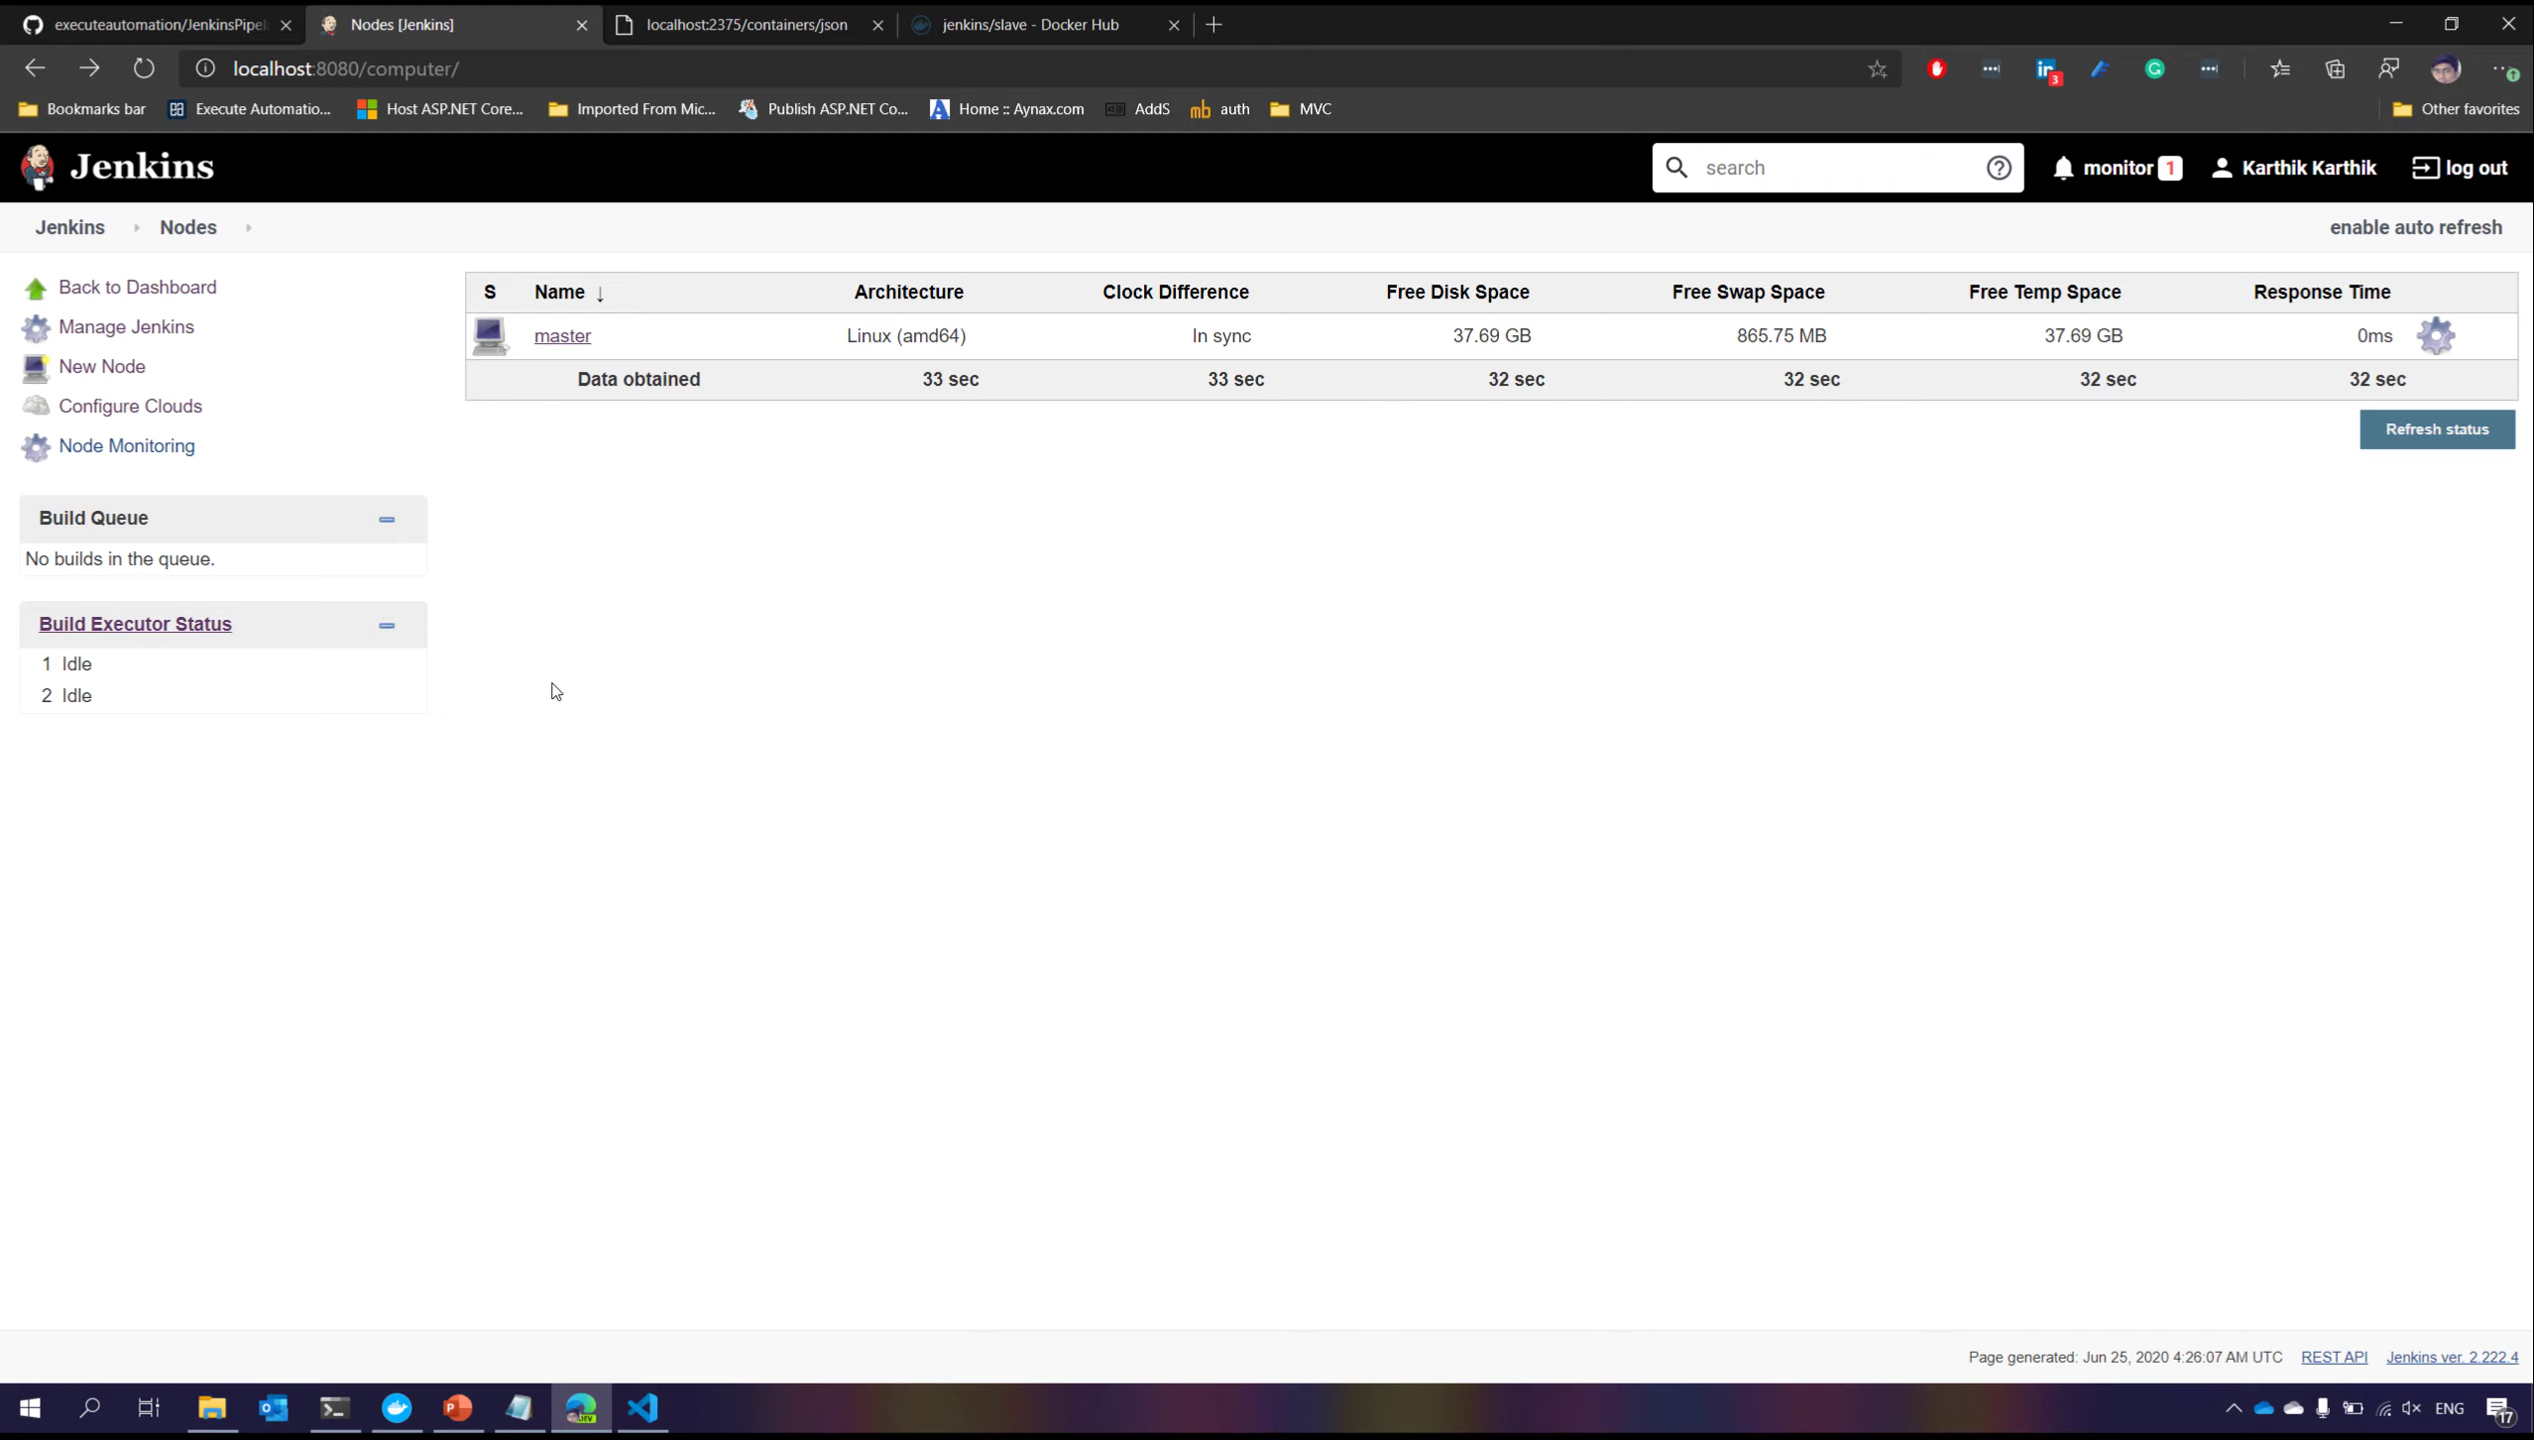 executeautomation/JenkinsPipel
Nodes [Jenkins]
localhost:2375/containers/json
jenkins/slave - Docker Hub
localhost:8080/computer/
3
Bookmarks bar
Execute Automatio...
Host ASP.NET Core...
Imported From Mic...
Publish ASP.NET Co...
Home :: Aynax.com
AddS
mb auth
MVC
Other favorites
Jenkins
search
monitor 1
Karthik Karthik
log out
Jenkins
Nodes
enable auto refresh
Back to Dashboard
Manage Jenkins
New Node
Configure Clouds
Node Monitoring
S Name ↓ Architecture Clock Difference Free Disk Space Free Swap Space Free Temp Space Response Time
master Linux (amd64) In sync 37.69 GB 865.75 MB 37.69 GB 0ms
Data obtained 33 sec 33 sec 32 sec 32 sec 32 sec 32 sec
Refresh status
Build Queue
No builds in the queue.
Build Executor Status
1 Idle
2 Idle
Page generated: Jun 25, 2020 4:26:07 AM UTC REST API Jenkins ver. 2.222.4
DEV
ENG
17